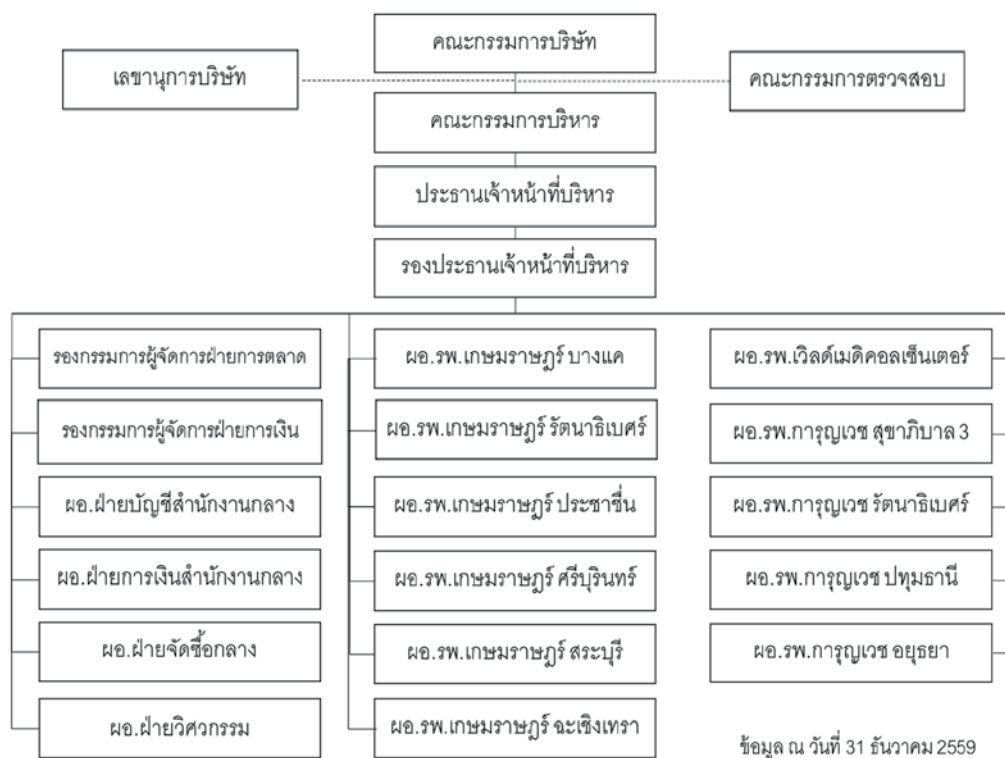 คณะกรรมการบริษัท
เลขานุการบริษัท
คณะกรรมการตรวจสอบ
คณะกรรมการบริหาร
ประธานเจ้าหน้าที่บริหาร
รองประธานเจ้าหน้าที่บริหาร
รองกรรมการผู้จัดการฝ่ายการตลาด
รองกรรมการผู้จัดการฝ่ายการเงิน
ผอ.ฝ่ายบัญชีสำนักงานกลาง
ผอ.ฝ่ายการเงินสำนักงานกลาง
ผอ.ฝ่ายจัดซื้อกลาง
ผอ.ฝ่ายวิศวกรรม
ผอ.รพ.เกษมราษฎร์ บางแค
ผอ.รพ.เกษมราษฎร์ รัตนาธิเบศร์
ผอ.รพ.เกษมราษฎร์ ประชาชื่น
ผอ.รพ.เกษมราษฎร์ ศรีบุรินทร์
ผอ.รพ.เกษมราษฎร์ สระบุรี
ผอ.รพ.เกษมราษฎร์ ฉะเชิงเทรา
ผอ.รพ.เวิลด์เมดิคอลเซ็นเตอร์
ผอ.รพ.การุญเวช สุขาภิบาล 3
ผอ.รพ.การุญเวช รัตนาธิเบศร์
ผอ.รพ.การุญเวช ปทุมธานี
ผอ.รพ.การุญเวช อยุธยา
ข้อมูล ณ วันที่ 31 ธันวาคม 2559